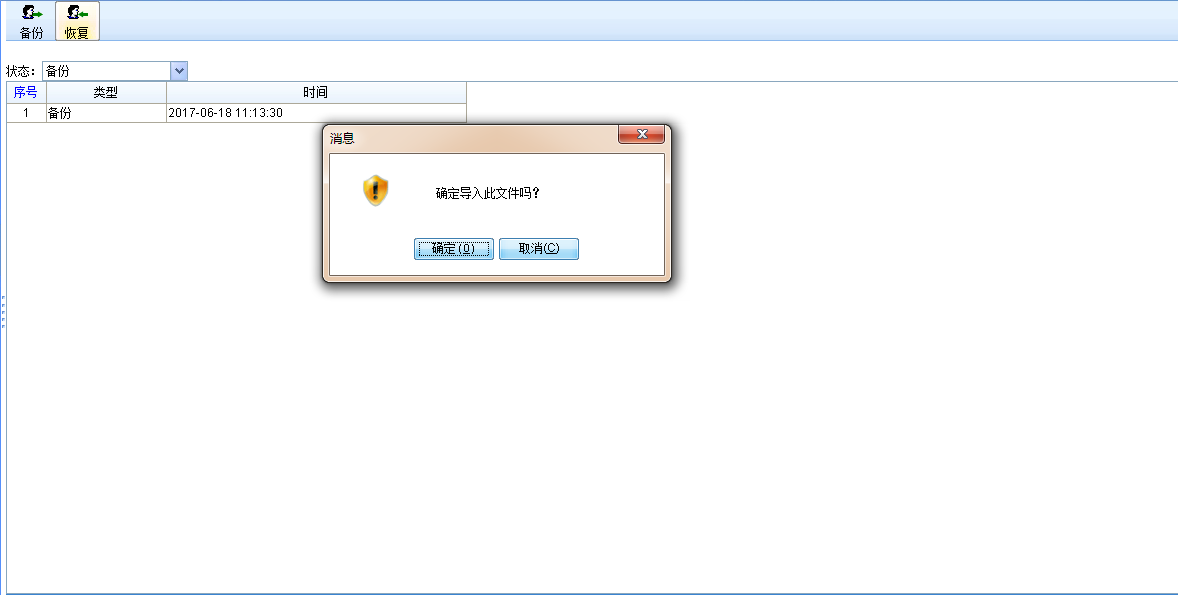 备份 恢复
状态： 备份
序号 类型 时间
1 备份 2017-06-18 11:13:30
消息
确定导入此文件吗？
确定(O) 取消(C)